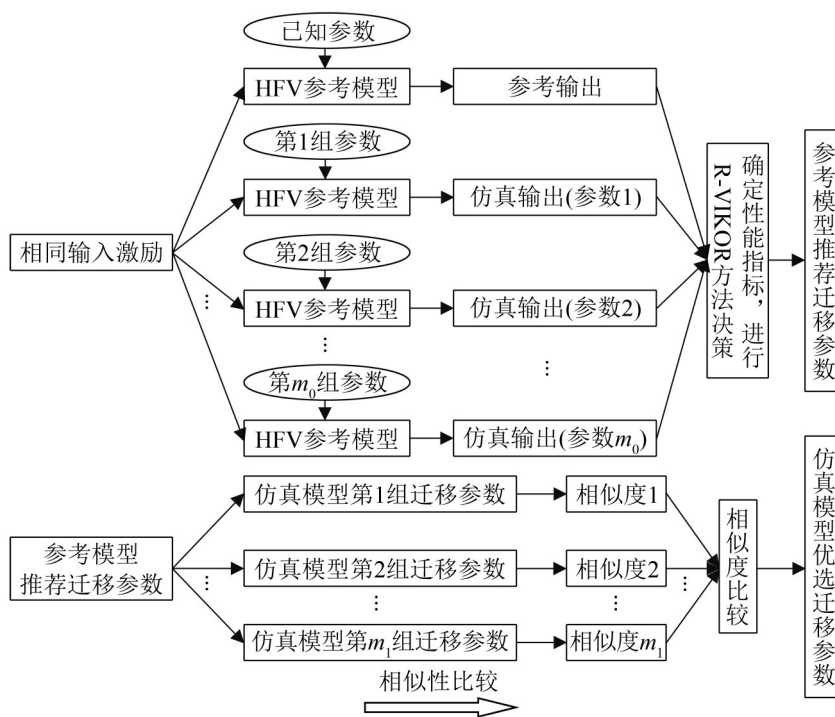 已知参数
HFV参考模型
参考输出
第1组参数
HFV参考模型
仿真输出(参数1)
相同输入激励
第2组参数
HFV参考模型
仿真输出(参数2)
⋮
⋮
⋮
第m₀组参数
HFV参考模型
仿真输出(参数m₀)
确定性能指标，进行
R-VIKOR方法决策
参考模型推荐迁移参数
参考模型
推荐迁移参数
仿真模型第1组迁移参数
相似度1
仿真模型第2组迁移参数
相似度2
⋮
⋮
⋮
⋮
仿真模型第m₁组迁移参数
相似度m₁
相似度比较
仿真模型优选迁移参数
相似性比较